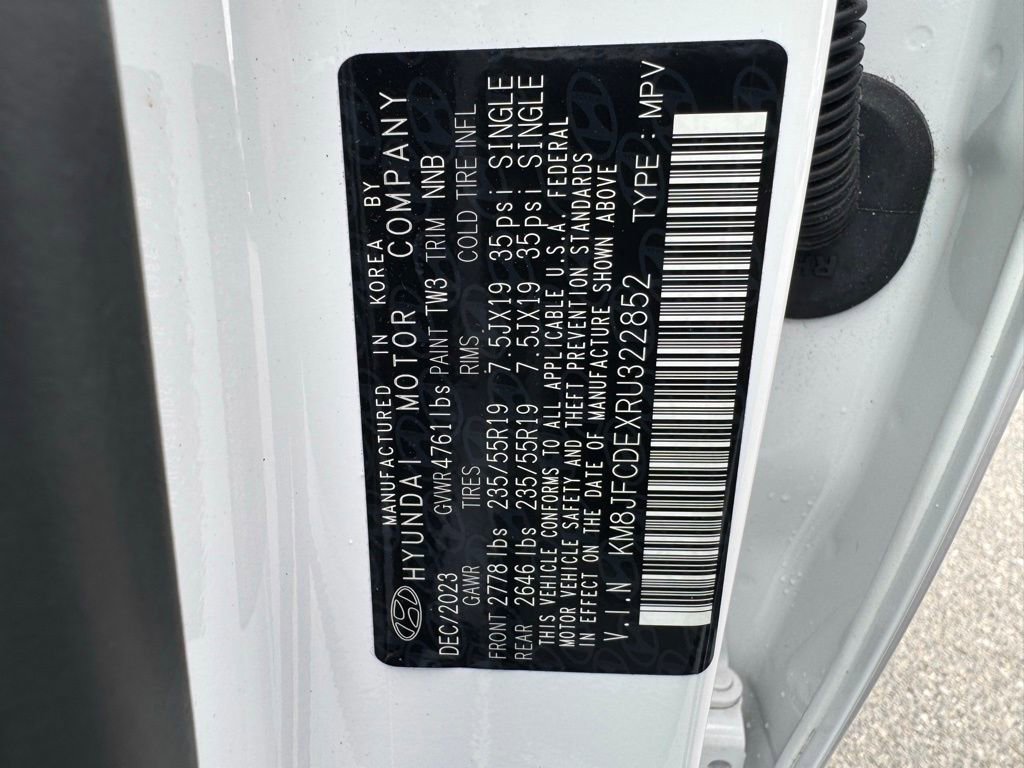 MANUFACTURED IN KOREA BY
HYUNDAI MOTOR COMPANY
DEC/2023 GVWR4761lbs PAINT TW3 TRIM NNB
GAWR TIRES RIMS COLD TIRE INFL
FRONT 2778lbs 235/55R19 7.5JX19 35psi SINGLE
REAR 2646lbs 235/55R19 7.5JX19 35psi SINGLE
THIS VEHICLE CONFORMS TO ALL APPLICABLE U.S.A. FEDERAL
MOTOR VEHICLE SAFETY AND THEFT PREVENTION STANDARDS
IN EFFECT ON THE DATE OF MANUFACTURE SHOWN ABOVE
V.I.N KM8JFCDEXRU322852 TYPE : MPV